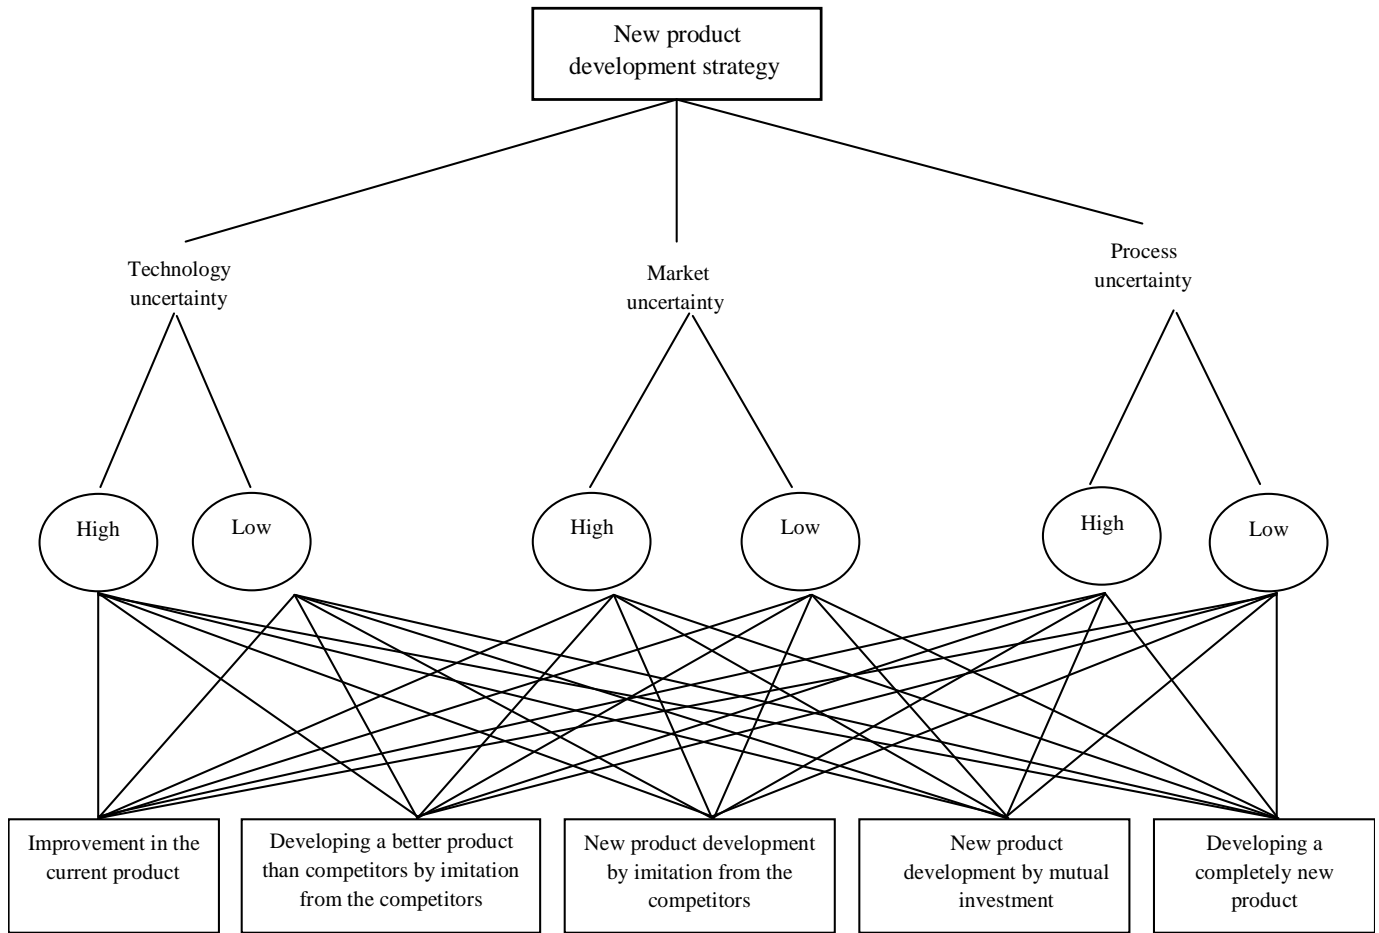 New product
development strategy
Technology
uncertainty
Market
uncertainty
Process
uncertainty
High
Low
High
Low
High
Low
Improvement in the
current product
Developing a better product
than competitors by imitation
from the competitors
New product development
by imitation from the
competitors
New product
development by mutual
investment
Developing a
completely new
product